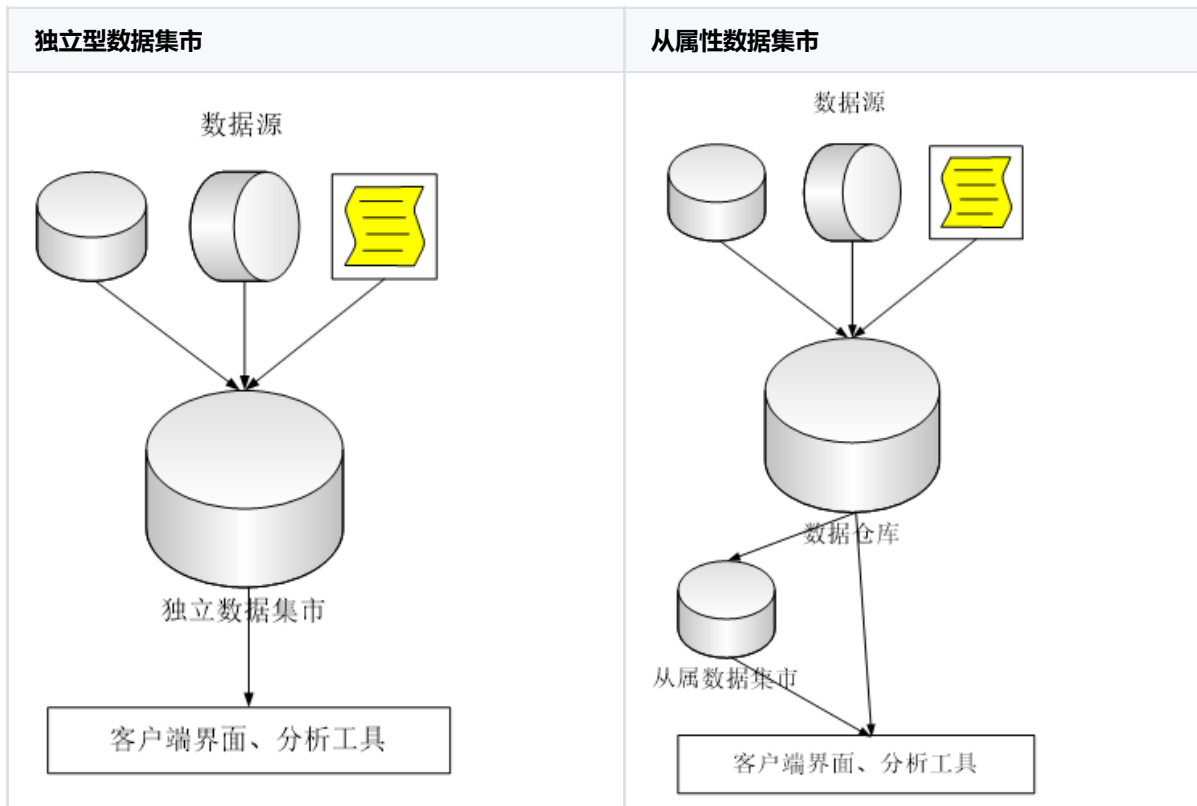 独立型数据集市
从属性数据集市
数据源
独立数据集市
客户端界面、分析工具
数据源
数据仓库
从属数据集市
客户端界面、分析工具